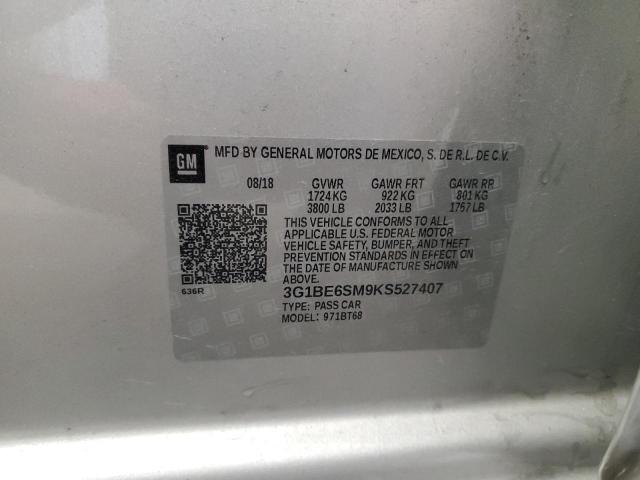 GM MFD BY GENERAL MOTORS DE MEXICO, S. DE R.L. DE C.V.
08/18 GVWR GAWR FRT GAWR RR
1724 KG 922 KG 801 KG
3800 LB 2033 LB 1767 LB
THIS VEHICLE CONFORMS TO ALL
APPLICABLE U.S. FEDERAL MOTOR
VEHICLE SAFETY, BUMPER, AND THEFT
PREVENTION STANDARDS IN EFFECT ON
THE DATE OF MANUFACTURE SHOWN
ABOVE.
636R
3G1BE6SM9KS527407
TYPE: PASS CAR
MODEL: 971BT68